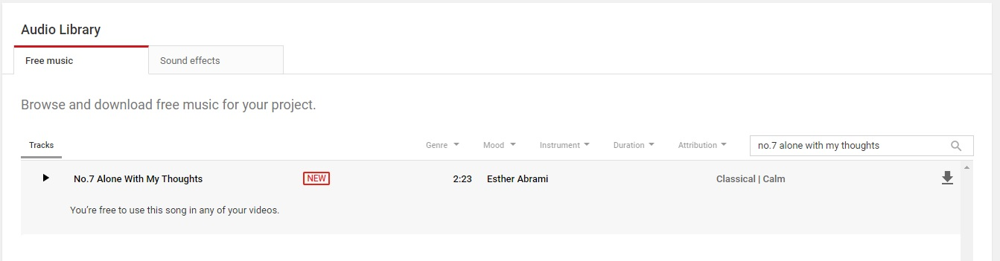 Audio Library
Free music Sound effects
Browse and download free music for your project.
Tracks Genre Mood Instrument Duration Attribution no.7 alone with my thoughts
No.7 Alone With My Thoughts NEW 2:23 Esther Abrami Classical | Calm
You're free to use this song in any of your videos.